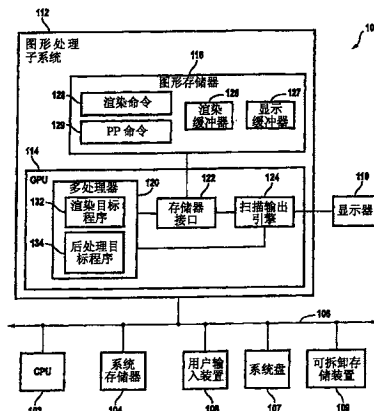 112
图形处理
子系统
10
116
图形存储器
128
渲染命令
126
渲染
缓冲器
127
显示
缓冲器
129
PP 命令
114
GPU
多处理器
120
122
124
132
渲染目标
程序
存储器
接口
扫描输出
引擎
110
显示器
134
后处理目
标程序
106
CPU
系统
存储器
用户输
入装置
系统盘
可拆卸存
储装置
102
104
108
107
109